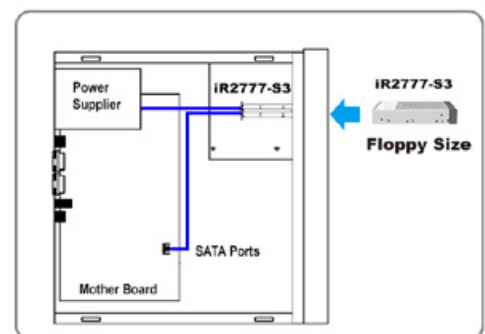 Power
Supplier
iR2777-S3
iR2777-S3
Floppy Size
SATA Ports
Mother Board